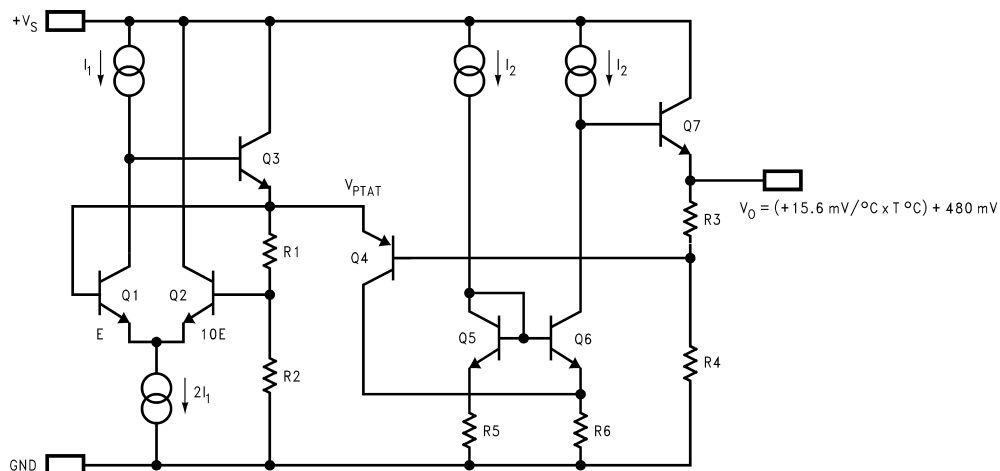 +VS
I1
I2
I2
Q7
Q3
VPTAT
VO = (+15.6 mV/°C x T °C) + 480 mV
R3
R1
Q4
Q1
Q2
E
10E
Q5
Q6
R4
R2
2I1
R5
R6
GND